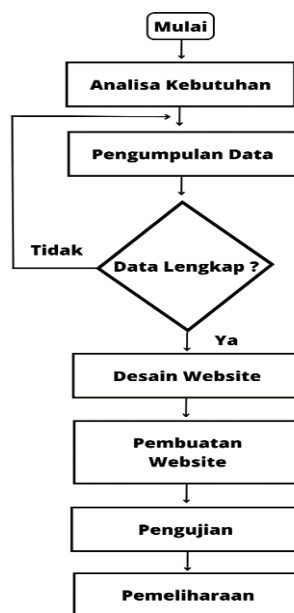 Mulai
Analisa Kebutuhan
Pengumpulan Data
Tidak
Data Lengkap ?
Ya
Desain Website
Pembuatan
Website
Pengujian
Pemeliharaan